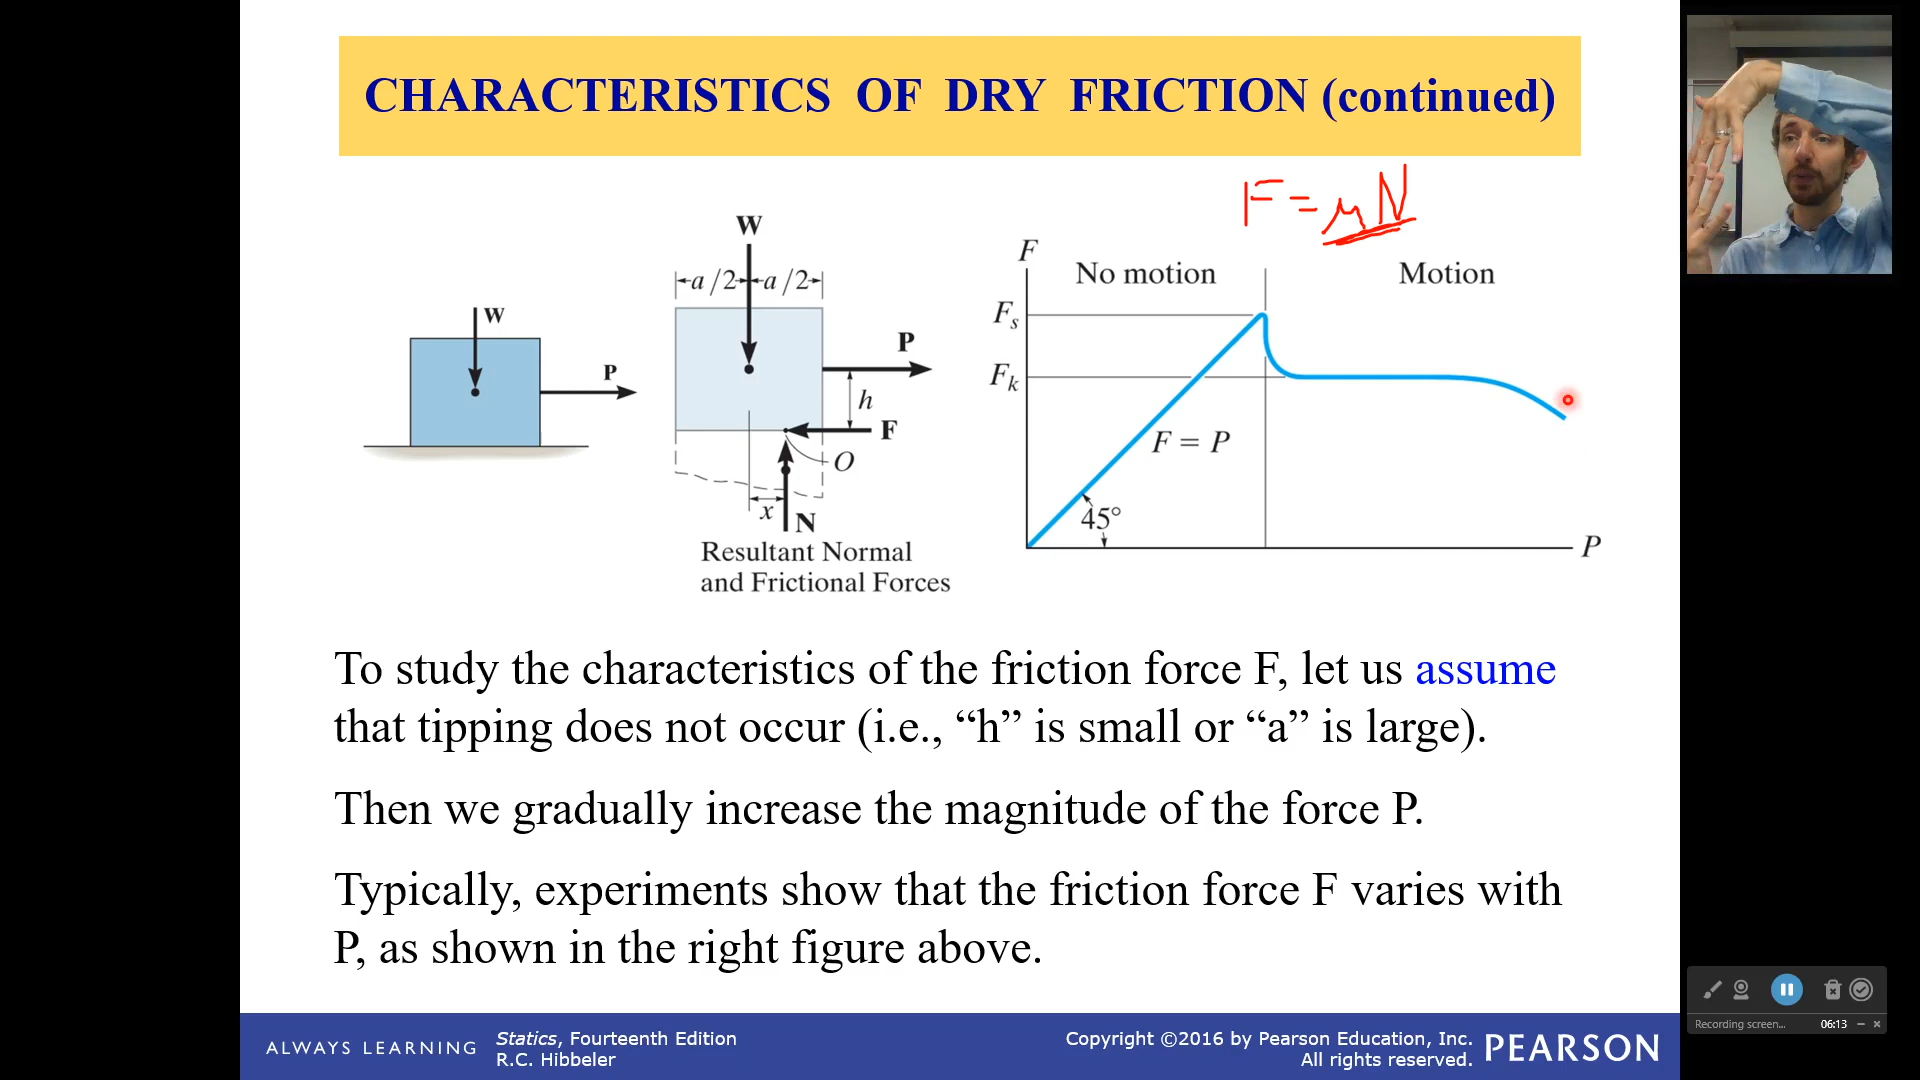 CHARACTERISTICS OF DRY FRICTION (continued)
F = μN
W
a/2 a/2
P
h
F
O
x
N
Resultant Normal
and Frictional Forces
W
P
F
No motion
Motion
Fs
Fk
F = P
45°
P
To study the characteristics of the friction force F, let us assume
that tipping does not occur (i.e., “h” is small or “a” is large).
Then we gradually increase the magnitude of the force P.
Typically, experiments show that the friction force F varies with
P, as shown in the right figure above.
ALWAYS LEARNING
Statics, Fourteenth Edition
R.C. Hibbeler
Copyright ©2016 by Pearson Education, Inc.
All rights reserved.
PEARSON
Recording screen... 06:13